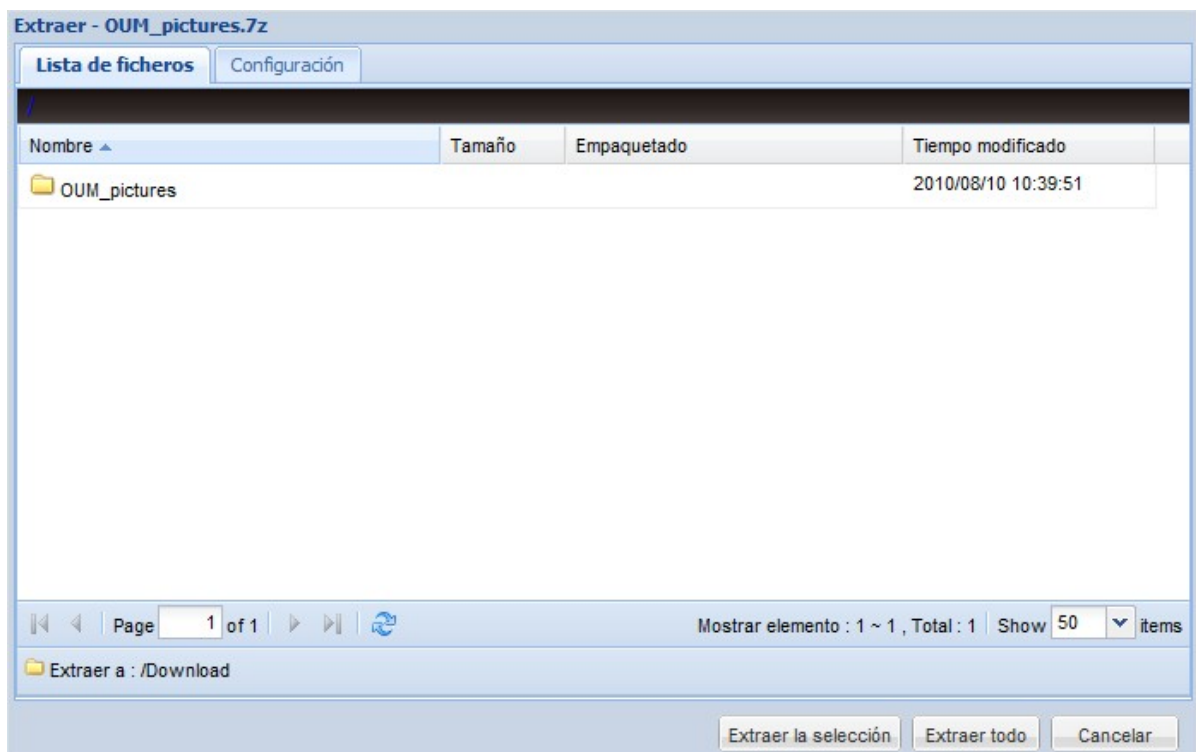 Extraer - OUM_pictures.7z
Lista de ficheros Configuración
/
Nombre Tamaño Empaquetado Tiempo modificado
OUM_pictures 2010/08/10 10:39:51
Page 1 of 1 Mostrar elemento : 1 ~ 1 , Total : 1 Show 50 items
Extraer a : /Download
Extraer la selección Extraer todo Cancelar